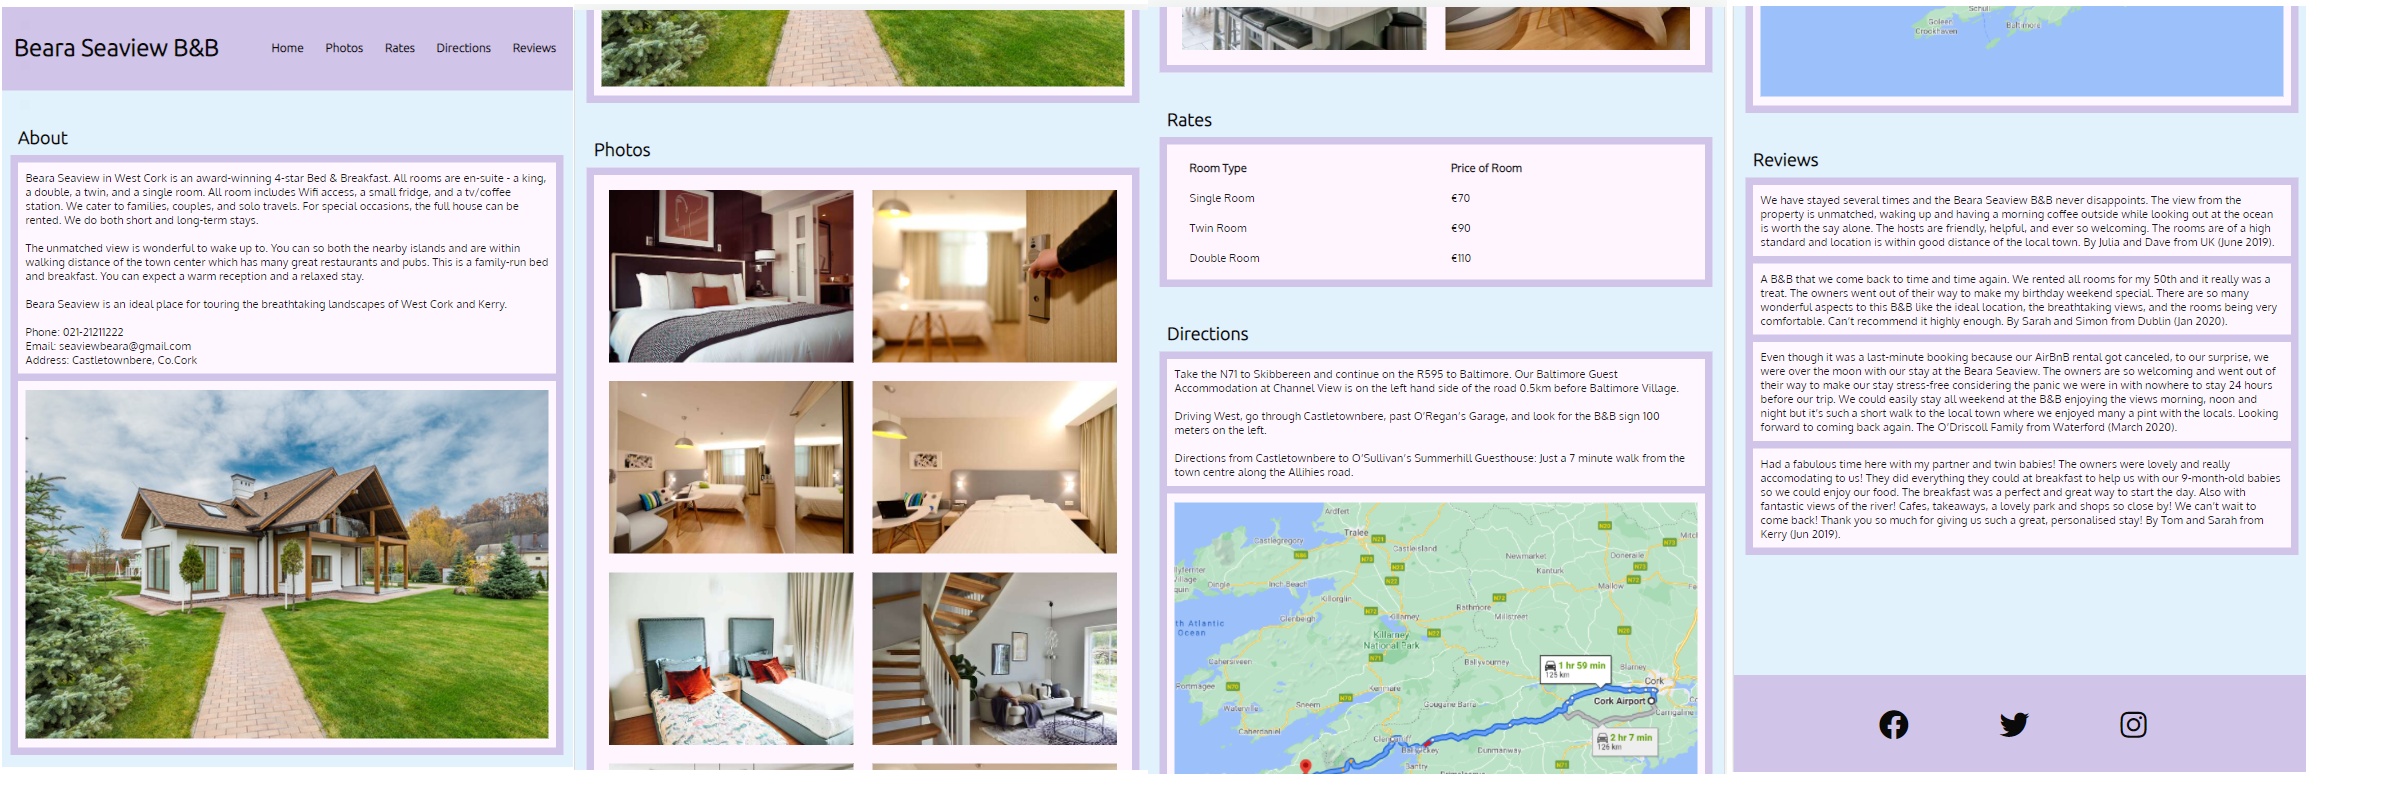 Beara Seaview B&B
Home Photos Rates Directions Reviews
About
Beara Seaview in West Cork is an award-winning 4-star Bed & Breakfast. All rooms are en-suite - a king,
a double, a twin, and a single room. All room includes Wifi access, a small fridge, and a tv/coffee
station. We cater to families, couples, and solo travels. For special occasions, the full house can be
rented. We do both short and long-term stays.
The unmatched view is wonderful to wake up to. You can so both the nearby islands and are within
walking distance of the town center which has many great restaurants and pubs. This is a family-run bed
and breakfast. You can expect a warm reception and a relaxed stay.
Beara Seaview is an ideal place for touring the breathtaking landscapes of West Cork and Kerry.
Phone: 021-21211222
Email: seaviewbeara@gmail.com
Address: Castletownbere, Co.Cork
Photos
Rates
Room Type Price of Room
Single Room €70
Twin Room €90
Double Room €110
Directions
Take the N71 to Skibbereen and continue on the R595 to Baltimore. Our Baltimore Guest
Accommodation at Channel View is on the left hand side of the road 0.5km before Baltimore Village.
Driving West, go through Castletownbere, past O'Regan's Garage, and look for the B&B sign 100
meters on the left.
Directions from Castletownbere to O'Sullivan's Summerhill Guesthouse: Just a 7 minute walk from the
town centre along the Allihies road.
Ardfert
Tralee
N21
Castlegregory
Castleisland
Newmarket
Doneraile
Kanturk
Dingle
Inch Beach
Mallow
Killorglin
Rathmore
Millstreet
Glenbeigh
Killarney
th Atlantic
Ocean
Killarney
National Park
N71
Cahersiveen
Ballyvourney
1 hr 59 min
125 km
Blarney
Portmagee
Kenmare
Cork
Waterville
Sneem
Gougane Barra
Cork Airport
Carrigaline
Caherdaniel
Glengarriff
2 hr 7 min
126 km
Ballylickey
Dunmanway
Bantry
N71
Schull
Goleen
Crookhaven
Baltimore
Reviews
We have stayed several times and the Beara Seaview B&B never disappoints. The view from the
property is unmatched, waking up and having a morning coffee outside while looking out at the ocean
is worth the say alone. The hosts are friendly, helpful, and ever so welcoming. The rooms are of a high
standard and location is within good distance of the local town. By Julia and Dave from UK (June 2019).
A B&B that we come back to time and time again. We rented all rooms for my 50th and it really was a
treat. The owners went out of their way to make my birthday weekend special. There are so many
wonderful aspects to this B&B like the ideal location, the breathtaking views, and the rooms being very
comfortable. Can't recommend it highly enough. By Sarah and Simon from Dublin (Jan 2020).
Even though it was a last-minute booking because our AirBnB rental got canceled, to our surprise, we
were over the moon with our stay at the Beara Seaview. The owners are so welcoming and went out of
their way to make our stay stress-free considering the panic we were in with nowhere to stay 24 hours
before our trip. We could easily stay all weekend at the B&B enjoying the views morning, noon and
night but it's such a short walk to the local town where we enjoyed many a pint with the locals. Looking
forward to coming back again. The O'Driscoll Family from Waterford (March 2020).
Had a fabulous time here with my partner and twin babies! The owners were lovely and really
accomodating to us! They did everything they could at breakfast to help us with our 9-month-old babies
so we could enjoy our food. The breakfast was a perfect and great way to start the day. Also with
fantastic views of the river! Cafes, takeaways, a lovely park and shops so close by! We can't wait to
come back! Thank you so much for giving us such a great, personalised stay! By Tom and Sarah from
Kerry (Jun 2019).